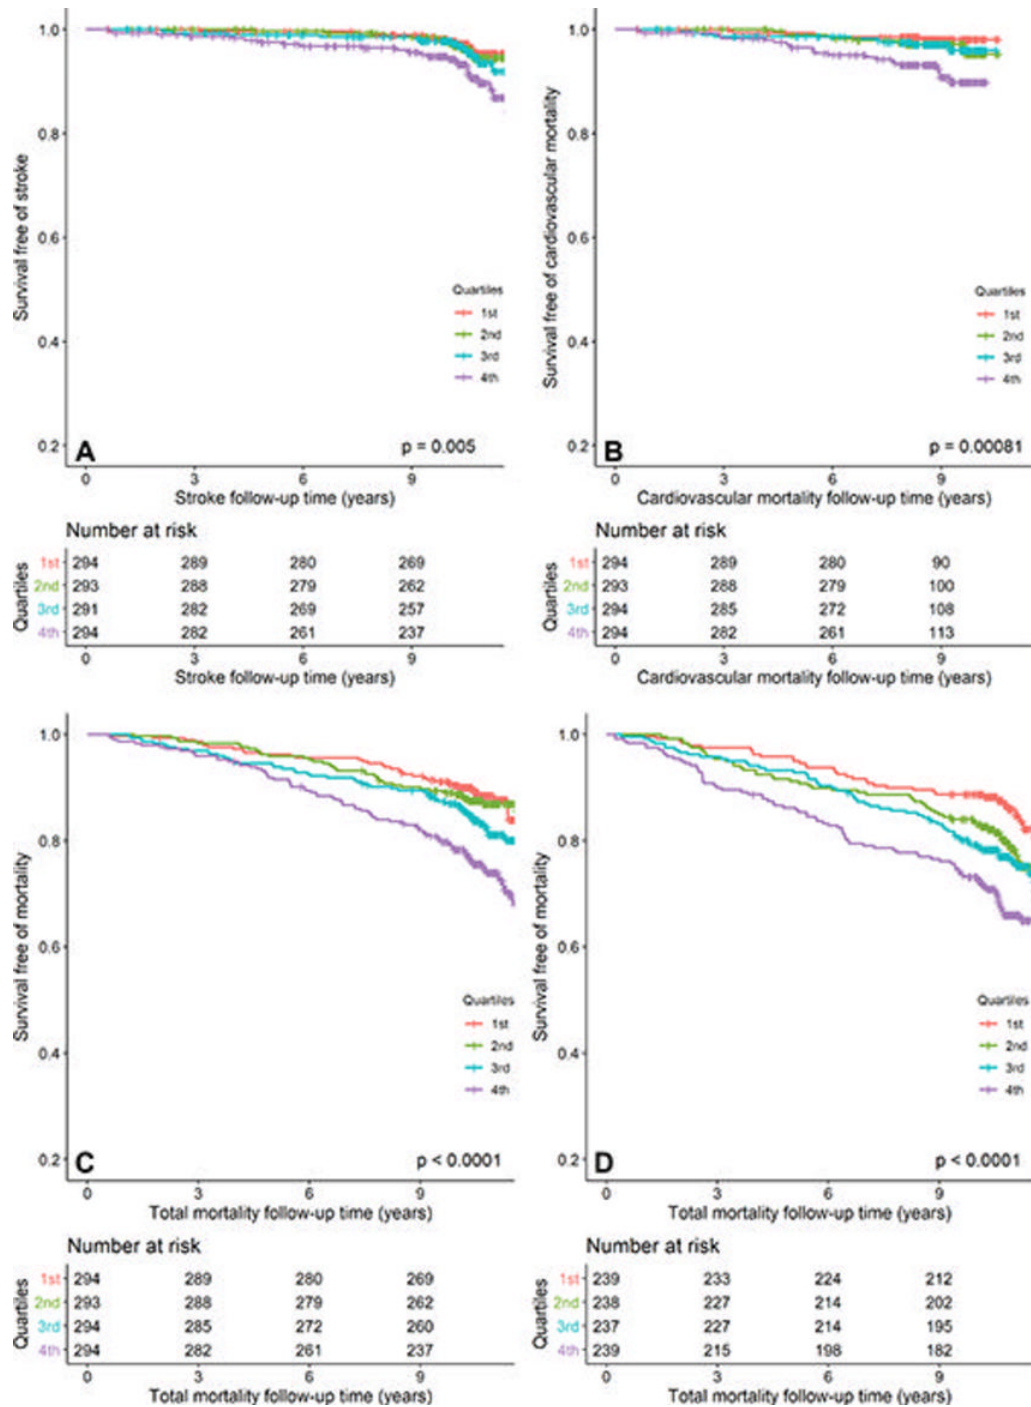 1.0
0.8
0.6
0.4
0.2
Survival free of stroke
Quartiles
1st
2nd
3rd
4th
A
p = 0.005
0 3 6 9
Stroke follow-up time (years)
Number at risk
Quartiles
1st 294 289 280 269
2nd 293 288 279 262
3rd 291 282 269 257
4th 294 282 261 237
0 3 6 9
Stroke follow-up time (years)
1.0
0.8
0.6
0.4
0.2
Survival free of cardiovascular mortality
Quartiles
1st
2nd
3rd
4th
B
p = 0.00081
0 3 6 9
Cardiovascular mortality follow-up time (years)
Number at risk
Quartiles
1st 294 289 280 90
2nd 293 288 279 100
3rd 294 285 272 108
4th 294 282 261 113
0 3 6 9
Cardiovascular mortality follow-up time (years)
1.0
0.8
0.6
0.4
0.2
Survival free of mortality
Quartiles
1st
2nd
3rd
4th
C
p < 0.0001
0 3 6 9
Total mortality follow-up time (years)
Number at risk
Quartiles
1st 294 289 280 269
2nd 293 288 279 262
3rd 294 285 272 260
4th 294 282 261 237
0 3 6 9
Total mortality follow-up time (years)
1.0
0.8
0.6
0.4
0.2
Survival free of mortality
Quartiles
1st
2nd
3rd
4th
D
p < 0.0001
0 3 6 9
Total mortality follow-up time (years)
Number at risk
Quartiles
1st 239 233 224 212
2nd 238 227 214 202
3rd 237 227 214 195
4th 239 215 198 182
0 3 6 9
Total mortality follow-up time (years)